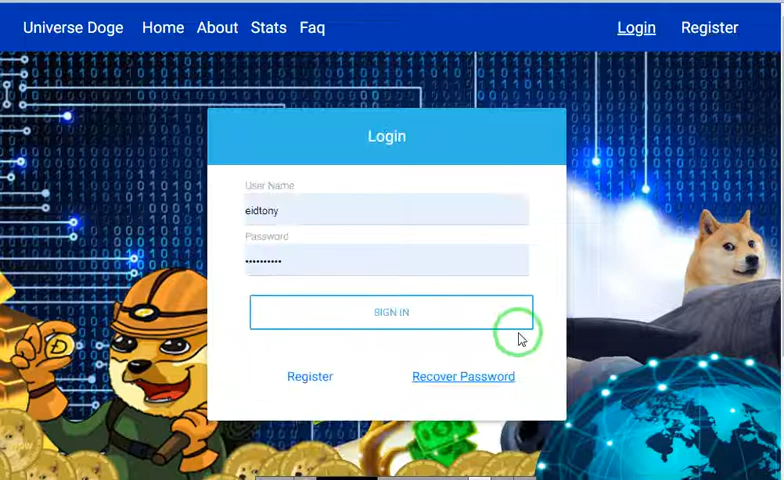 Universe Doge Home About Stats Faq Login Register
Login
User Name
eidtony
Password
••••••••••
SIGN IN
Register Recover Password